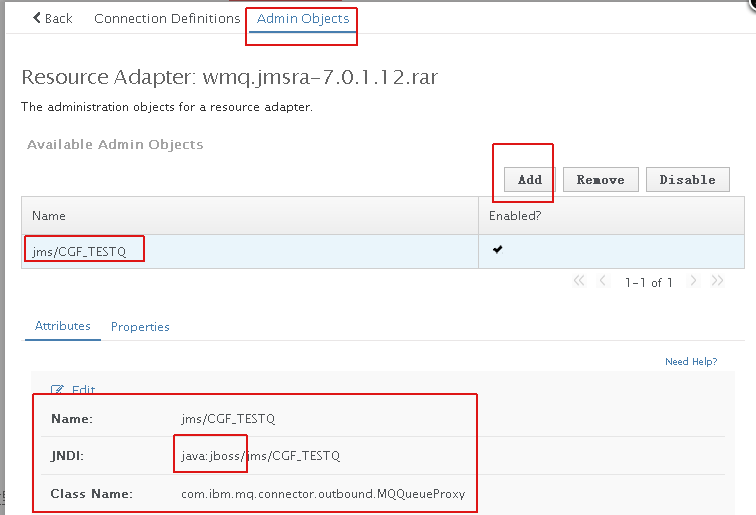 Back Connection Definitions Admin Objects
Resource Adapter: wmq.jmsra-7.0.1.12.rar
The administration objects for a resource adapter.
Available Admin Objects
Add Remove Disable
Name Enabled?
jms/CGF_TESTQ
1-1 of 1
Attributes Properties
Need Help?
Edit
Name: jms/CGF_TESTQ
JNDI: java:jboss/jms/CGF_TESTQ
Class Name: com.ibm.mq.connector.outbound.MQQueueProxy